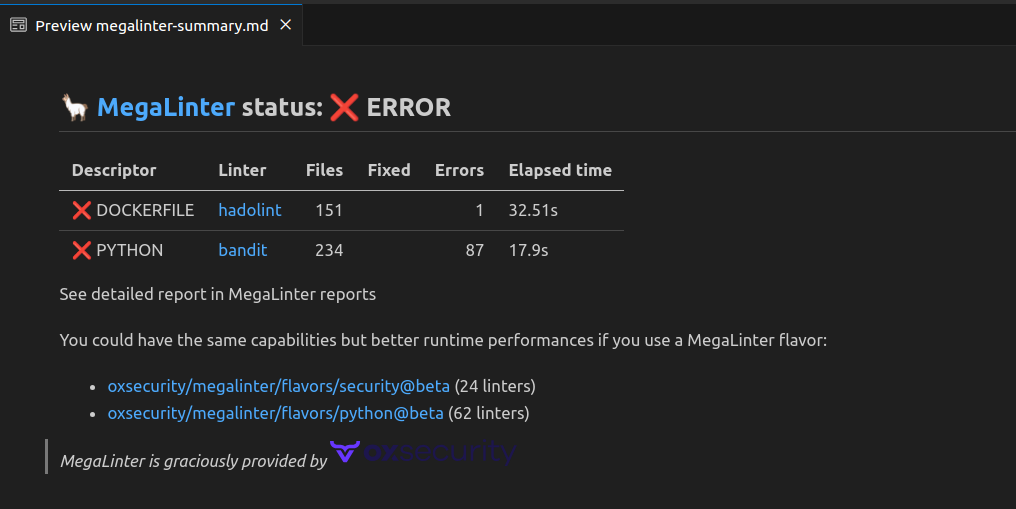 Preview megalinter-summary.md
MegaLinter status: ❌ ERROR
Descriptor Linter Files Fixed Errors Elapsed time
❌ DOCKERFILE hadolint 151 1 32.51s
❌ PYTHON bandit 234 87 17.9s
See detailed report in MegaLinter reports
You could have the same capabilities but better runtime performances if you use a MegaLinter flavor:
• oxsecurity/megalinter/flavors/security@beta (24 linters)
• oxsecurity/megalinter/flavors/python@beta (62 linters)
MegaLinter is graciously provided by oxsecurity